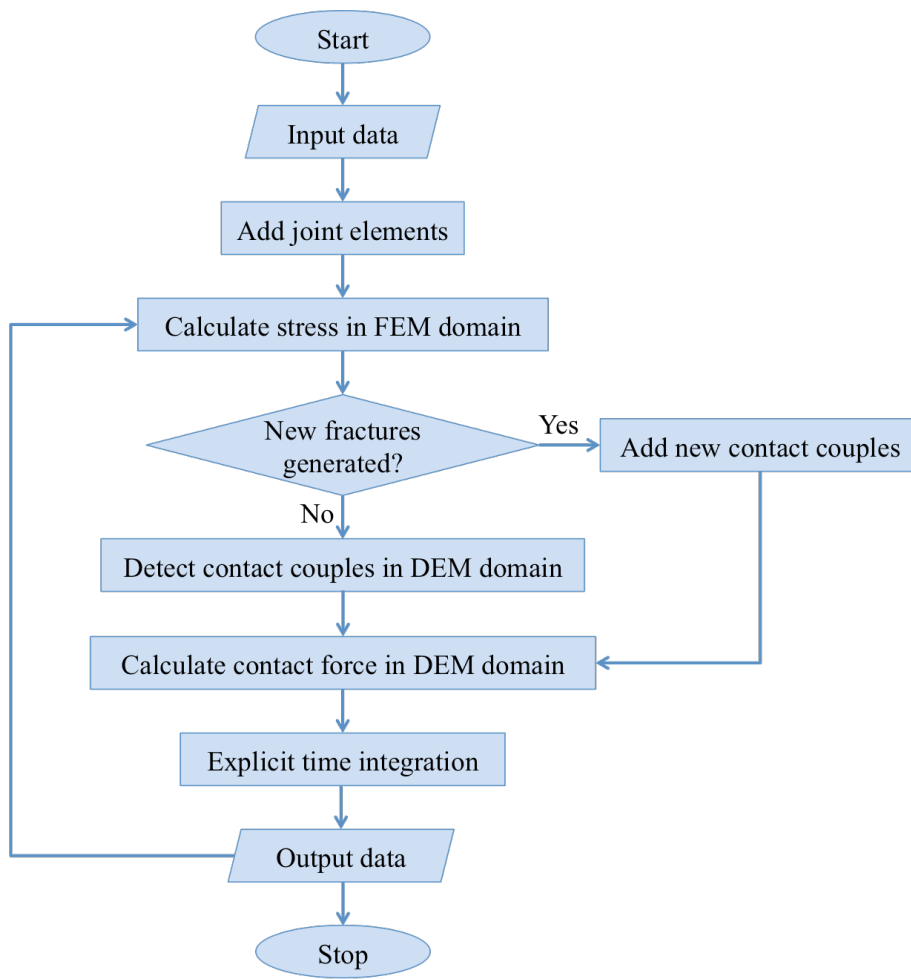 Start
Input data
Add joint elements
Calculate stress in FEM domain
New fractures
generated?
Yes
Add new contact couples
No
Detect contact couples in DEM domain
Calculate contact force in DEM domain
Explicit time integration
Output data
Stop